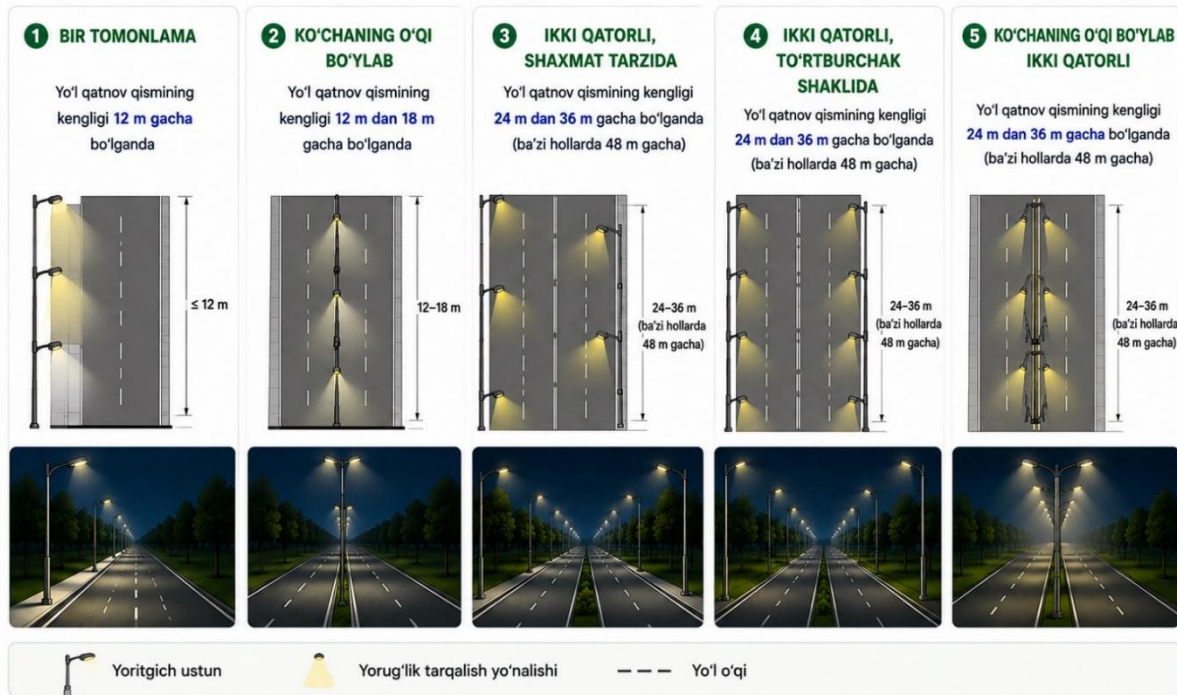 1 BIR TOMONLAMA
Yo‘l qatnov qismining
kengligi 12 m gacha
bo‘lganda
≤ 12 m
2 KO‘CHANING O‘QI
BO‘YLAB
Yo‘l qatnov qismining
kengligi 12 m dan 18 m
gacha bo‘lganda
12–18 m
3 IKKI QATORLI,
SHAXMAT TARZIDA
Yo‘l qatnov qismining kengligi
24 m dan 36 m gacha bo‘lganda
(ba’zi hollarda 48 m gacha)
24–36 m
(ba’zi hollarda
48 m gacha)
4 IKKI QATORLI,
TO‘RTBURCHAK
SHAKLIDA
Yo‘l qatnov qismining kengligi
24 m dan 36 m gacha bo‘lganda
(ba’zi hollarda 48 m gacha)
24–36 m
(ba’zi hollarda
48 m gacha)
5 KO‘CHANING O‘QI BO‘YLAB
IKKI QATORLI
Yo‘l qatnov qismining kengligi
24 m dan 36 m gacha bo‘lganda
(ba’zi hollarda 48 m gacha)
24–36 m
(ba’zi hollarda
48 m gacha)
Yoritgich ustun
Yorug‘lik tarqalish yo‘nalishi
Yo‘l o‘qi